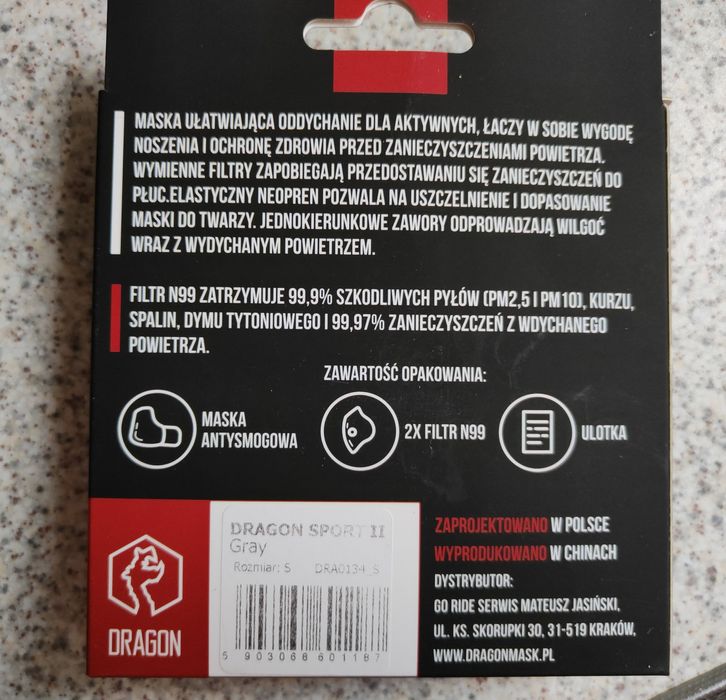 MASKA UŁATWIAJĄCA ODDYCHANIE DLA AKTYWNYCH, ŁACZY W SOBIE WYGODĘ
NOSZENIA I OCHRONĘ ZDROWIA PRZED ZANIECZYSZCZENIAMI POWIETRZA.
WYMIENNE FILTRY ZAPOBIEGAJĄ PRZEDOSTAWANIU SIĘ ZANIECZYSZCZEŃ DO
PŁUC.ELASTYCZNY NEOPREN POZWALA NA USZCZELNIENIE I DOPASOWANIE
MASKI DO TWARZY. JEDNOKIERUNKOWE ZAWORY ODPROWADZAJĄ WILGOĆ
WRAZ Z WYDYCHANYM POWIETRZEM.
FILTR N99 ZATRZYMUJE 99,9% SZKODLIWYCH PYŁÓW (PM2,5 I PM10), KURZU,
SPALIN, DYMU TYTONIOWEGO I 99,97% ZANIECZYSZCZEŃ Z WDYCHANEGO
POWIETRZA.
ZAWARTOŚĆ OPAKOWANIA:
MASKA
ANTYSMOGOWA
2X FILTR N99
ULOTKA
DRAGON
DRAGON SPORT II
Gray
Rozmiar: S DRA0134_S
5 903068 601187
ZAPROJEKTOWANO W POLSCE
WYPRODUKOWANO W CHINACH
DYSTRYBUTOR:
GO RIDE SERWIS MATEUSZ JASIŃSKI,
UL. KS. SKORUPKI 30, 31-519 KRAKÓW,
WWW.DRAGONMASK.PL